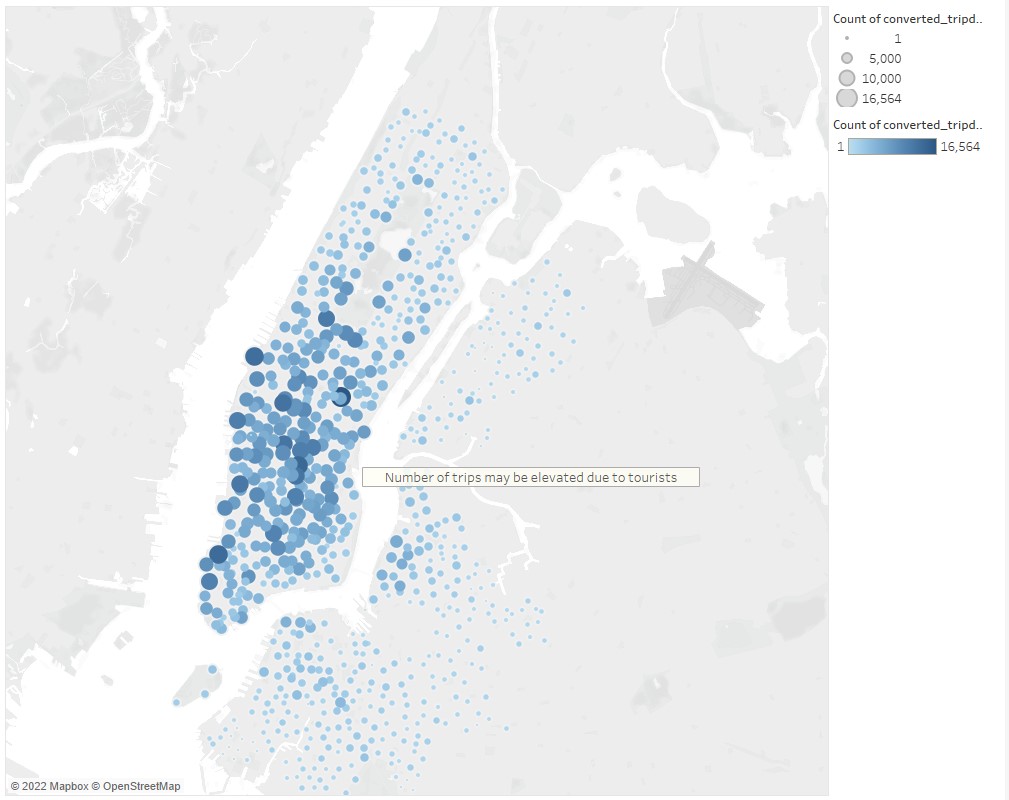 Count of converted_tripd..
1
5,000
10,000
16,564
Count of converted_tripd..
1 16,564
Number of trips may be elevated due to tourists
© 2022 Mapbox © OpenStreetMap